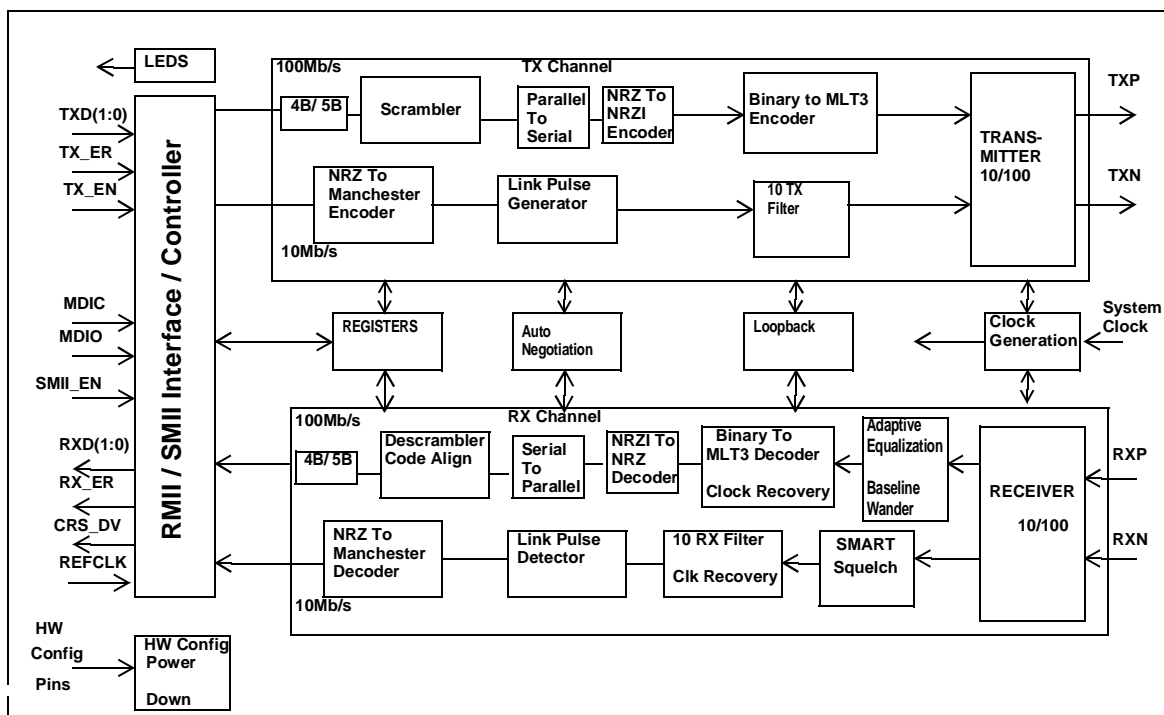 LEDS
TXD(1:0)
TX_ER
TX_EN
MDIC
MDIO
SMII_EN
RXD(1:0)
RX_ER
CRS_DV
REFCLK
RMII / SMII Interface / Controller
HW
Config
Pins
HW Config
Power
Down
100Mb/s
TX Channel
4B/ 5B
Scrambler
Parallel
To
Serial
NRZ To
NRZI
Encoder
Binary to MLT3
Encoder
TRANS-
MITTER
10/100
TXP
TXN
NRZ To
Manchester
Encoder
Link Pulse
Generator
10 TX
Filter
10Mb/s
REGISTERS
Auto
Negotiation
Loopback
Clock
Generation
System
Clock
100Mb/s
RX Channel
4B/ 5B
Descrambler
Code Align
Serial
To
Parallel
NRZI To
NRZ
Decoder
Binary To
MLT3 Decoder
Clock Recovery
Adaptive
Equalization
Baseline
Wander
RECEIVER
10/100
RXP
RXN
NRZ To
Manchester
Decoder
Link Pulse
Detector
10 RX Filter
Clk Recovery
SMART
Squelch
10Mb/s